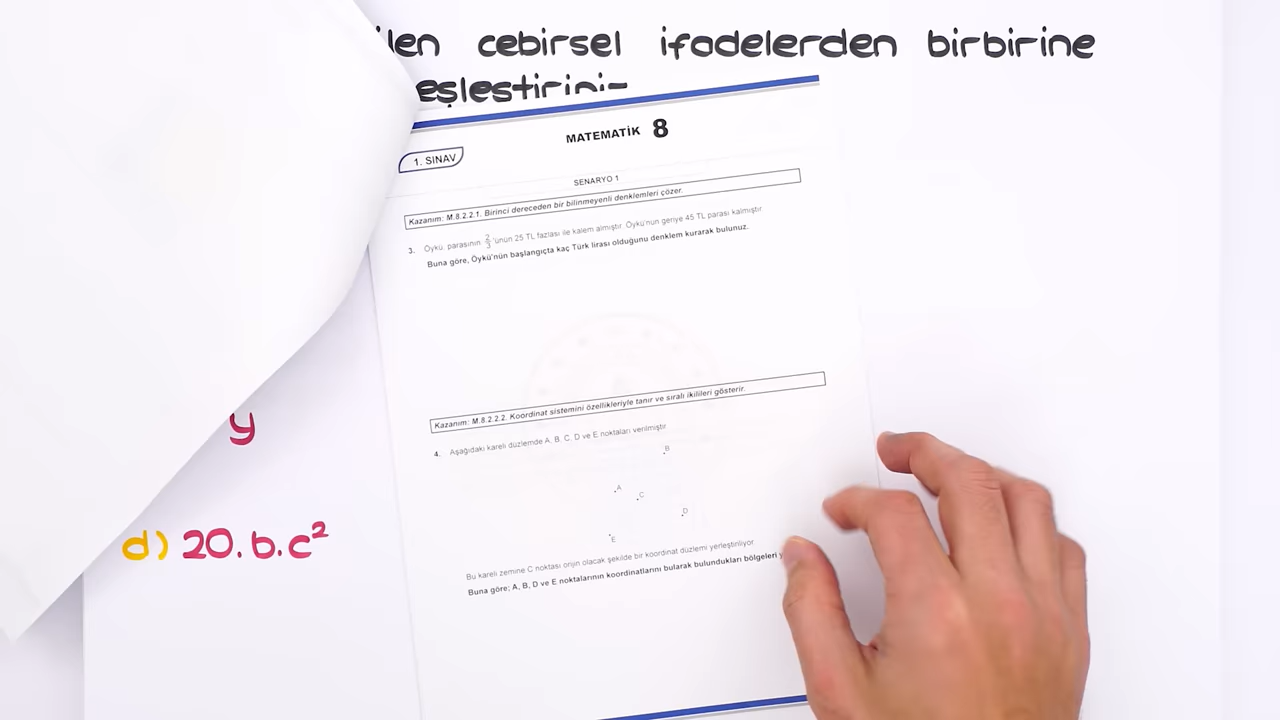 len cebirsel ifadelerden birbirine
eşleştirini
MATEMATİK 8
1. SINAV
SENARYO 1
Kazanım: M.8.2.2.1. Birinci dereceden bir bilinmeyenli denklemleri çözer.
3. Öykü, parasının 2/3'ünün 25 TL fazlası ile kalem almıştır. Öykü'nün geriye 45 TL parası kalmıştır.
Buna göre, Öykü'nün başlangıçta kaç Türk lirası olduğunu denklem kurarak bulunuz.
Kazanım: M.8.2.2.2. Koordinat sistemini özellikleriyle tanır ve sıralı ikilileri gösterir.
4. Aşağıdaki kareli düzlemde A, B, C, D ve E noktaları verilmiştir.
B
A
C
D
E
Bu kareli zemine C noktası orijin olacak şekilde bir koordinat düzlemi yerleştiriliyor.
Buna göre; A, B, D ve E noktalarının koordinatlarını bularak bulundukları bölgeleri
y
d) 20.b.c²